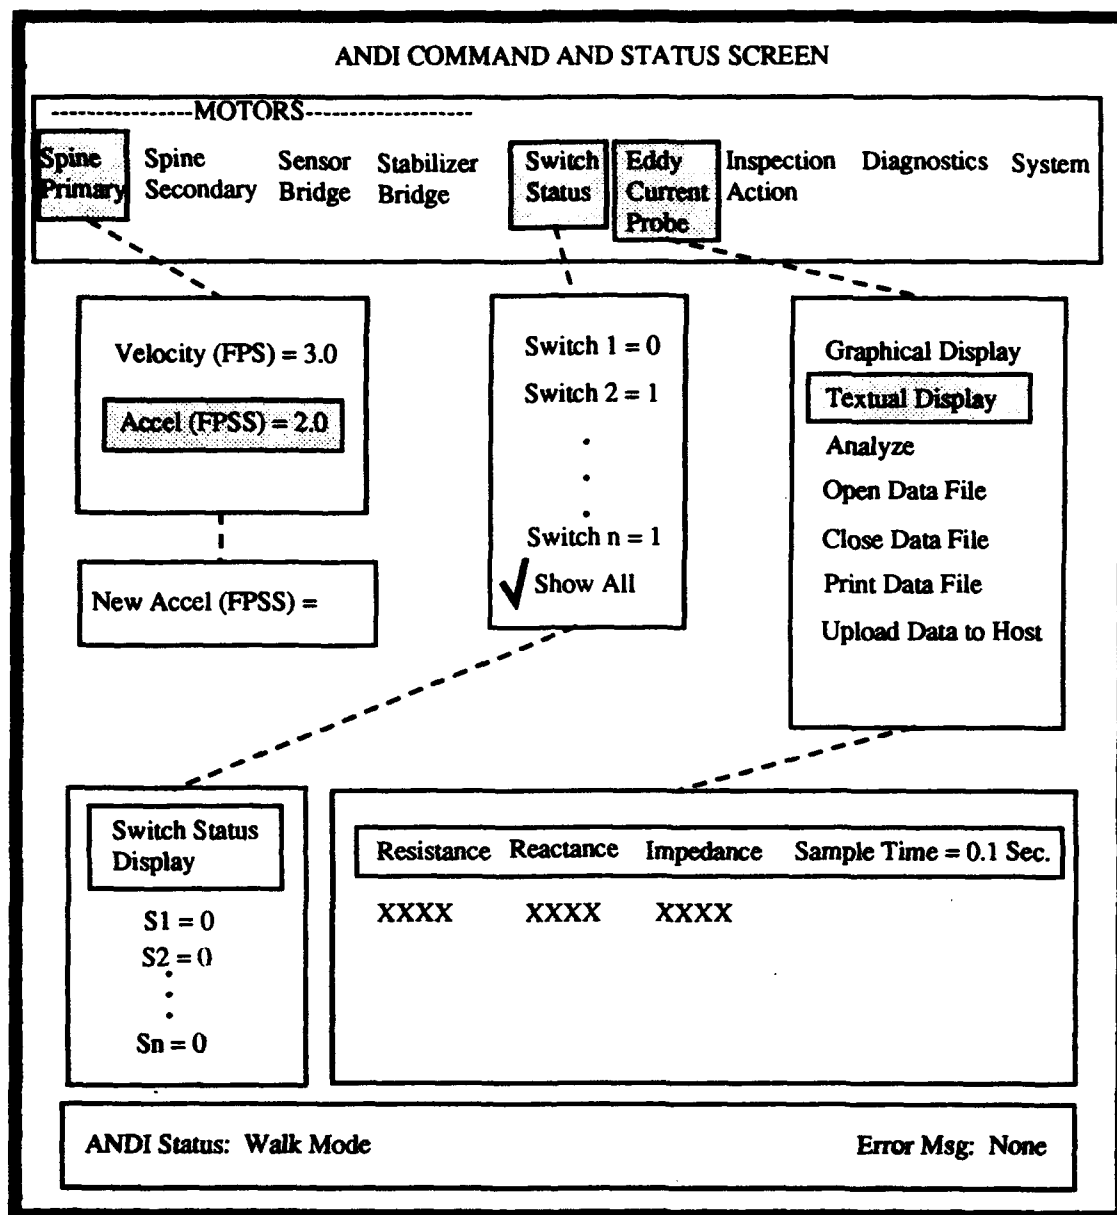 ANDI COMMAND AND STATUS SCREEN
----------------MOTORS-------------------
Spine Primary
Spine Secondary
Sensor Bridge
Stabilizer Bridge
Switch Status
Eddy Current Probe
Inspection Action
Diagnostics
System
Velocity (FPS) = 3.0
Accel (FPSS) = 2.0
New Accel (FPSS) =
Switch 1 = 0
Switch 2 = 1
.
.
.
Switch n = 1
Show All
Graphical Display
Textual Display
Analyze
Open Data File
Close Data File
Print Data File
Upload Data to Host
Switch Status
Display
S1 = 0
S2 = 0
.
.
.
Sn = 0
Resistance Reactance Impedance Sample Time = 0.1 Sec.
XXXX XXXX XXXX
ANDI Status: Walk Mode Error Msg: None